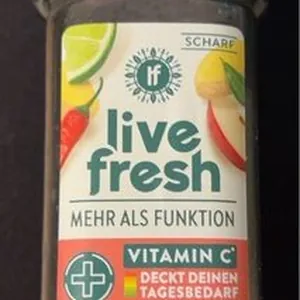 lf
SCHARF
live
fresh
MEHR ALS FUNKTION
VITAMIN C*
DECKT DEINEN
TAGESBEDARF